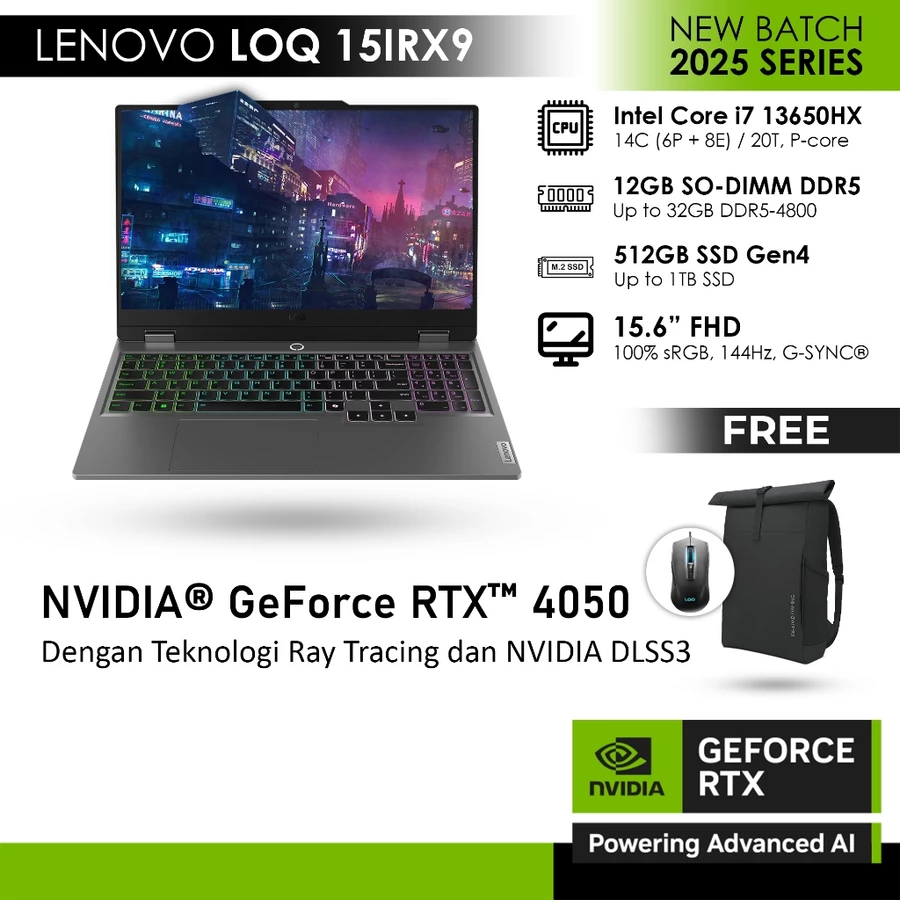 LENOVO LOQ 15IRX9
NEW BATCH
2025 SERIES
CPU
Intel Core i7 13650HX
14C (6P + 8E) / 20T, P-core
12GB SO-DIMM DDR5
Up to 32GB DDR5-4800
M.2 SSD
512GB SSD Gen4
Up to 1TB SSD
15.6” FHD
100% sRGB, 144Hz, G-SYNC®
Lenovo
FREE
LOQ
NVIDIA® GeForce RTX™ 4050
Dengan Teknologi Ray Tracing dan NVIDIA DLSS3
NVIDIA
GEFORCE
RTX
Powering Advanced AI